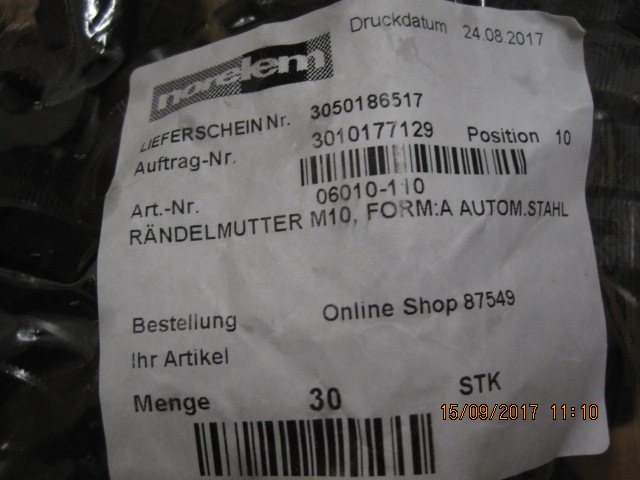 norelem
Druckdatum 24.08.2017
LIEFERSCHEIN Nr. 3050186517
Auftrag-Nr. 3010177129 Position 10
Art.-Nr. 06010-110
RÄNDELMUTTER M10, FORM:A AUTOM.STAHL
Bestellung Online Shop 87549
Ihr Artikel
Menge 30 STK
15/09/2017 11:10